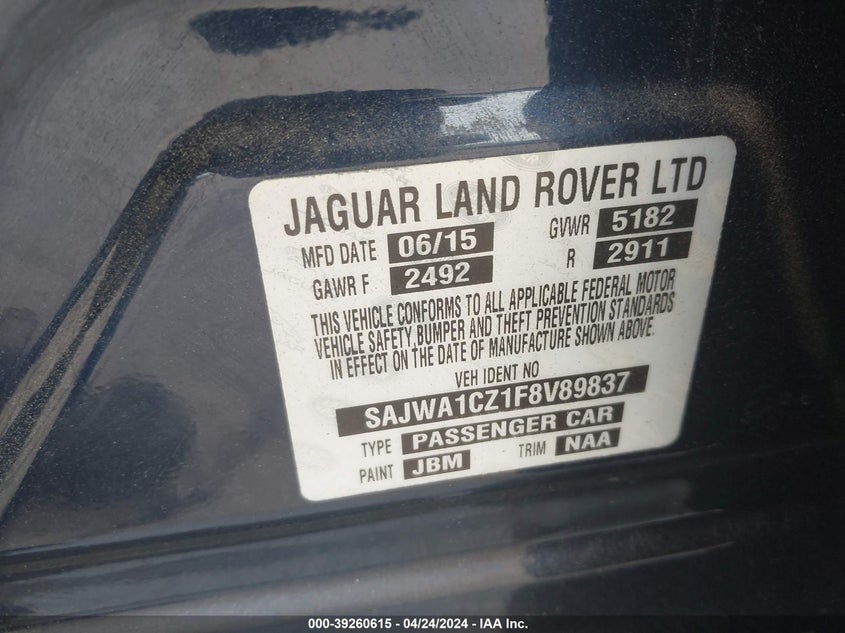 JAGUAR LAND ROVER LTD
MFD DATE 06/15 GVWR 5182
GAWR F 2492 R 2911
THIS VEHICLE CONFORMS TO ALL APPLICABLE FEDERAL MOTOR
VEHICLE SAFETY,BUMPER AND THEFT PREVENTION STANDARDS
IN EFFECT ON THE DATE OF MANUFACTURE SHOWN ABOVE.
VEH IDENT NO
SAJWA1CZ1F8V89837
TYPE PASSENGER CAR
PAINT JBM TRIM NAA
000-39260615 - 04/24/2024 - IAA Inc.